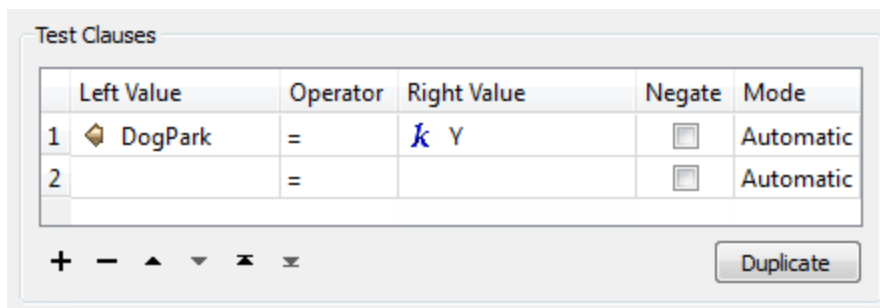 Test Clauses
Left Value Operator Right Value Negate Mode
1 DogPark = k Y Automatic
2 = Automatic
Duplicate